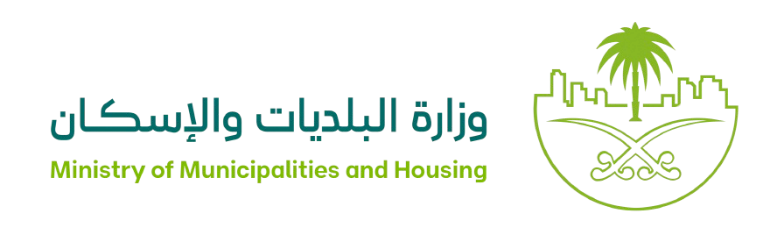 وزارة البلديات والإسكان
Ministry of Municipalities and Housing